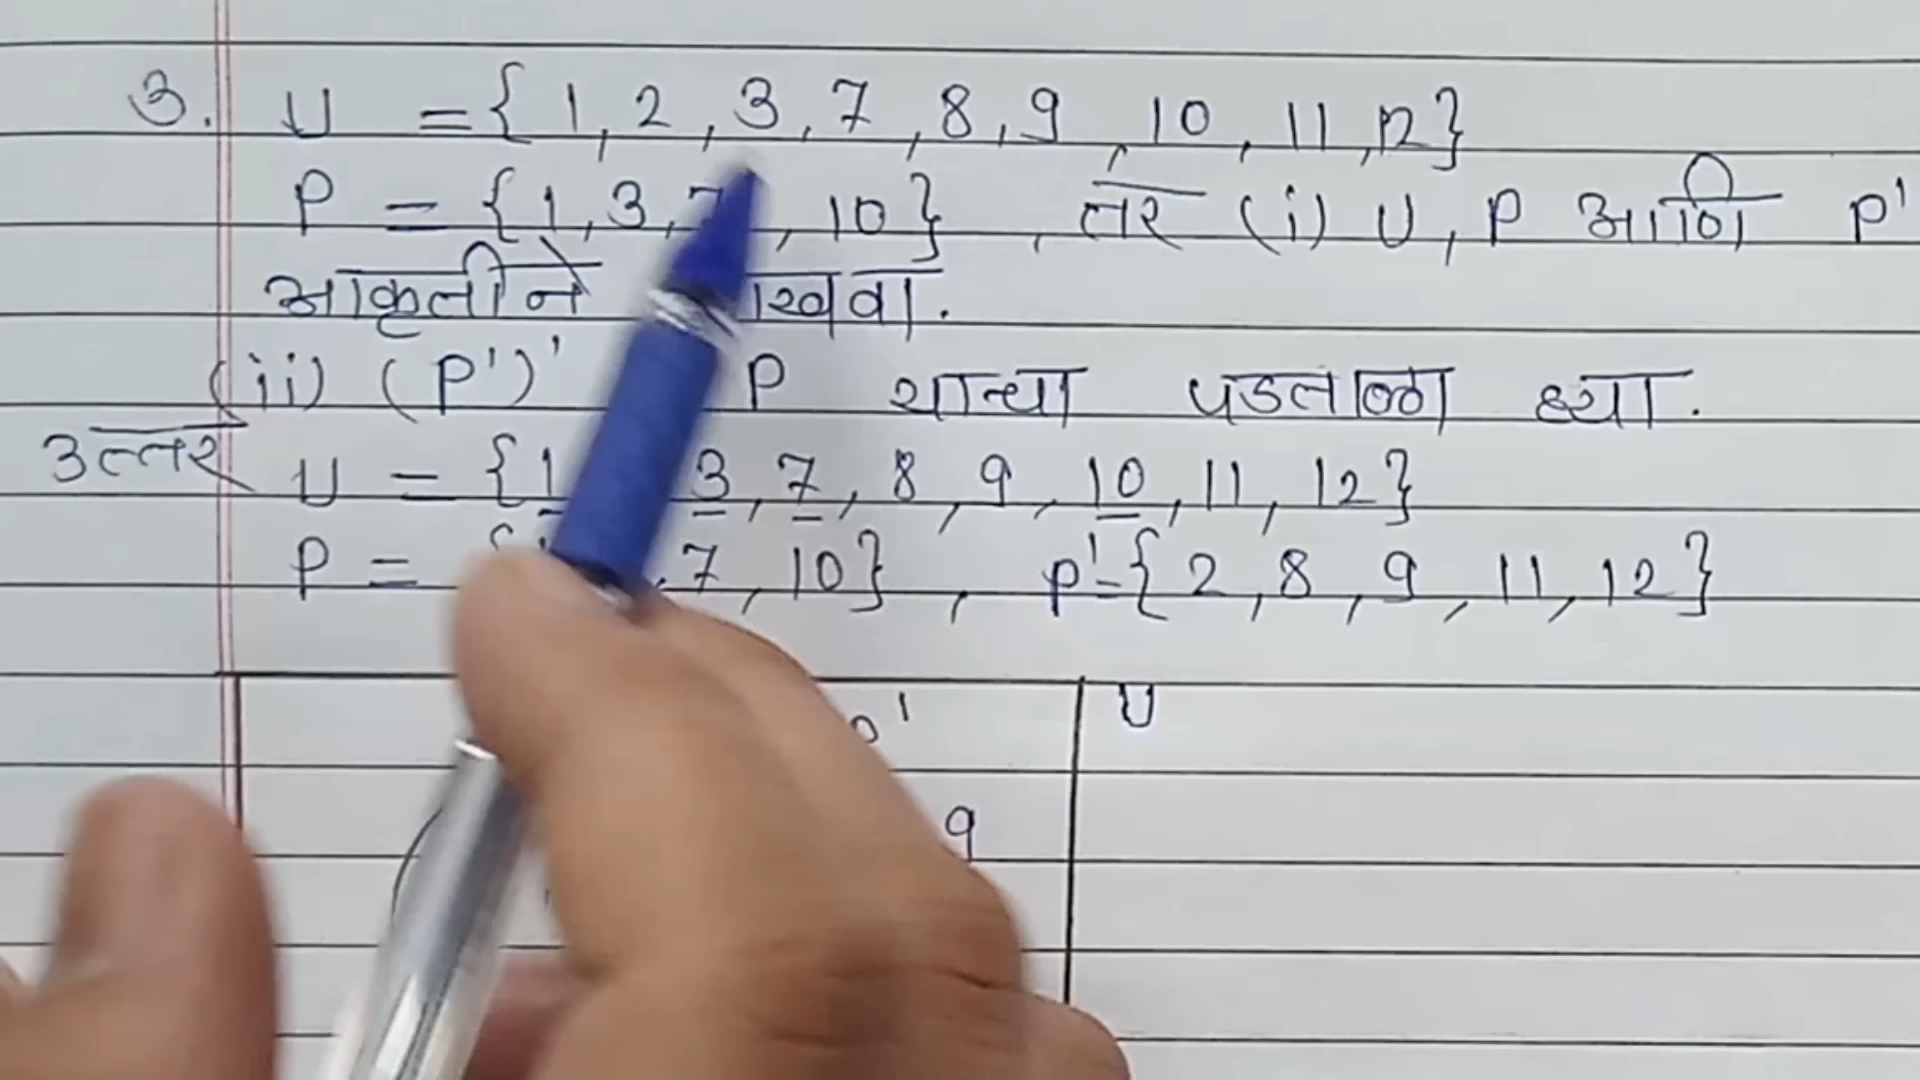 ३. U = { 1, 2, 3, 7, 8, 9, 10, 11, 12}
P = {1, 3, 7, 10} , तर (i) U, P आणि P'
आकृतीने
(ii) (P')' P याच्या पडताळा घ्या.
उत्तर U = {1 3, 7, 8, 9, 10, 11, 12}
P = , 7, 10} , P' = {2, 8, 9, 11, 12}
' U
9